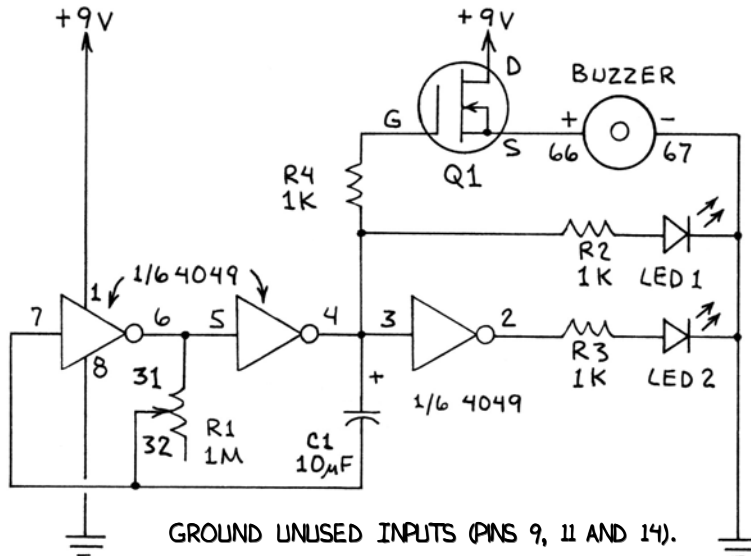 +9V
+9V
D
BUZZER
G
+
-
S
66
67
Q1
R4
1K
R2
1K
LED 1
1/6 4049
7
1
6
5
4
3
2
8
31
+
R3
1K
LED 2
32
R1
1M
C1
10µF
1/6 4049
GROUND UNUSED INPUTS (PINS 9, 11 AND 14).